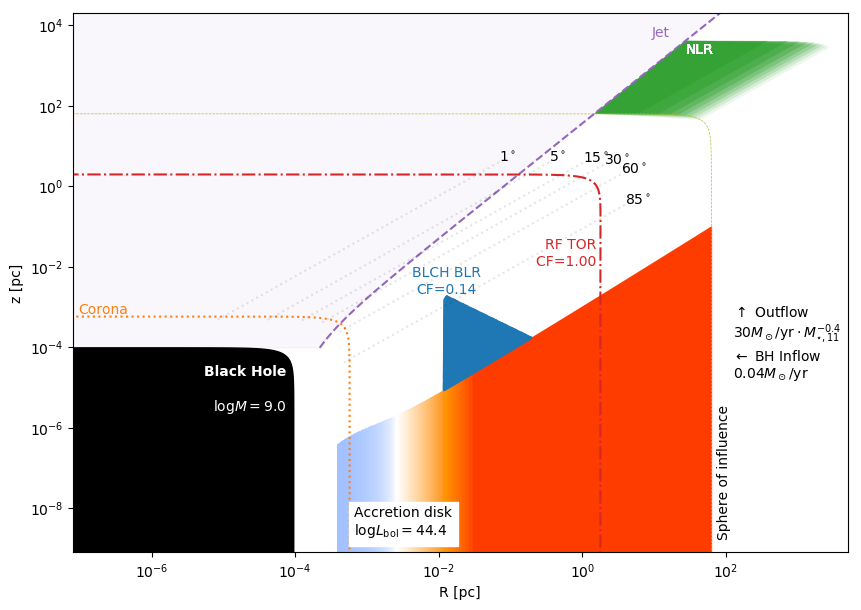 Jet
NLR
1° 5° 15° 30°
60°
85°
RF TOR
CF=1.00
BLCH BLR
CF=0.14
Corona
Black Hole
logM = 9.0
Accretion disk
logL_bol = 44.4
Sphere of influence
↑ Outflow
30M_⊙/yr · M_{⋆,11}^{−0.4}
← BH Inflow
0.04M_⊙/yr
z [pc]
10^4
10^2
10^0
10^−2
10^−4
10^−6
10^−8
10^−6 10^−4 10^−2 10^0 10^2
R [pc]